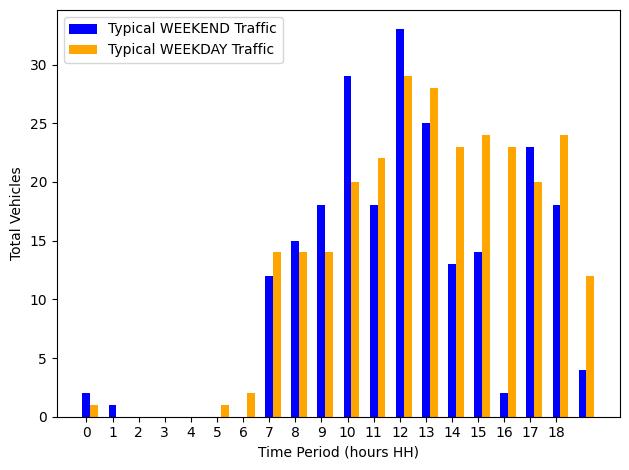 Typical WEEKEND Traffic
Typical WEEKDAY Traffic
Total Vehicles
30
25
20
15
10
5
0
0 1 2 3 4 5 6 7 8 9 10 11 12 13 14 15 16 17 18
Time Period (hours HH)